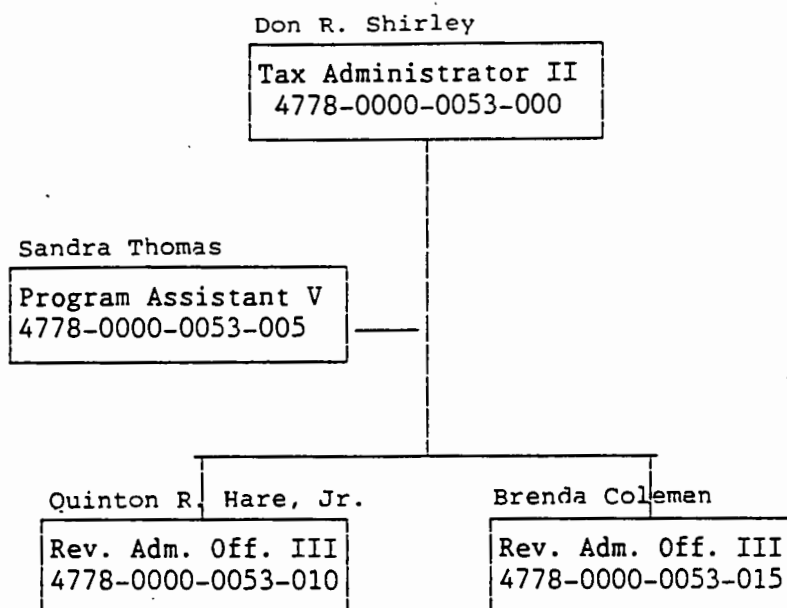 Don R. Shirley
Tax Administrator II
4778-0000-0053-000
Sandra Thomas
Program Assistant V
4778-0000-0053-005
Quinton R. Hare, Jr.
Rev. Adm. Off. III
4778-0000-0053-010
Brenda Coleman
Rev. Adm. Off. III
4778-0000-0053-015